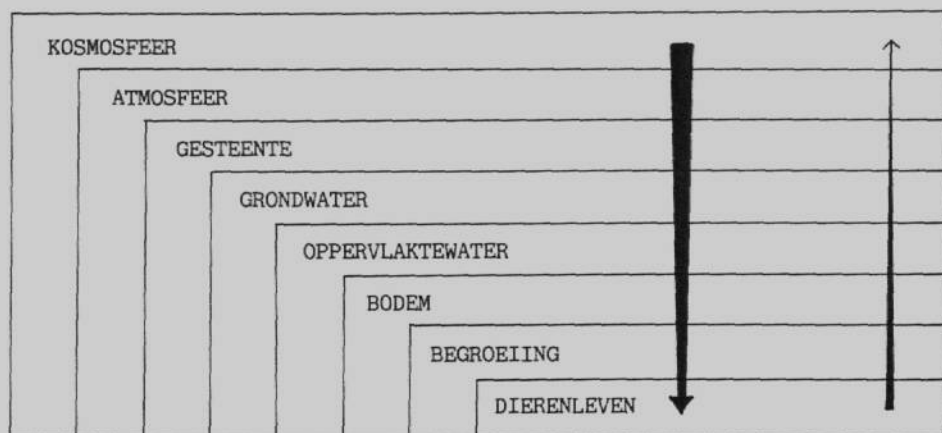 KOSMOSFEER
ATMOSFEER
GESTEENTE
GRONDWATER
OPPERVLAKTEWATER
BODEM
BEGROEIING
DIERENLEVEN